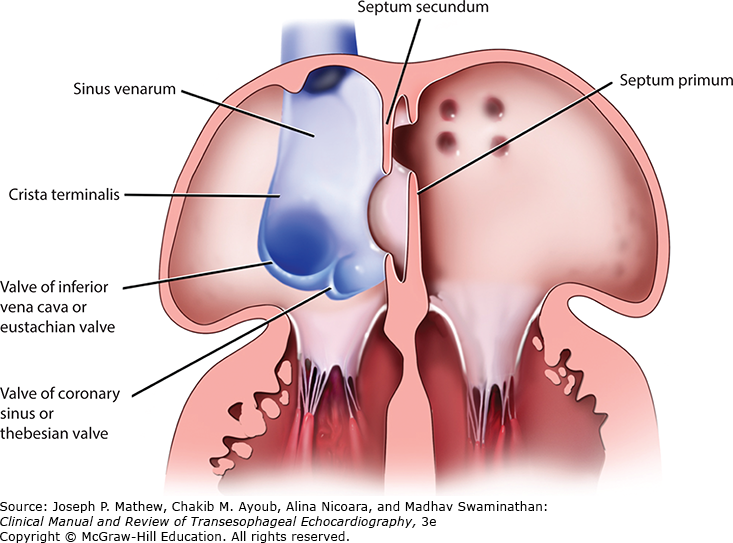 Septum secundum
Sinus venarum
Septum primum
Crista terminalis
Valve of inferior
vena cava or
eustachian valve
Valve of coronary
sinus or
thebesian valve
Source: Joseph P. Mathew, Chakib M. Ayoub, Alina Nicoara, and Madhav Swaminathan:
Clinical Manual and Review of Transesophageal Echocardiography, 3e
Copyright © McGraw-Hill Education. All rights reserved.